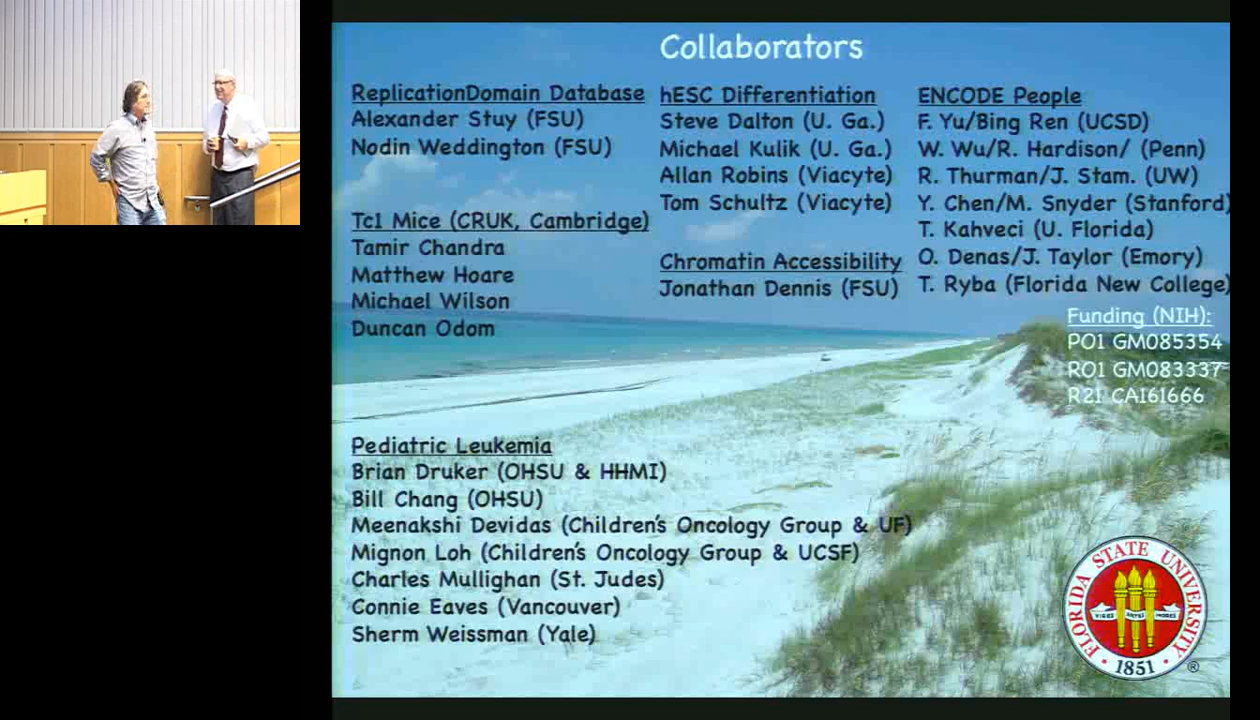 Collaborators
ReplicationDomain Database
Alexander Stuy (FSU)
Nodin Weddington (FSU)
Tc1 Mice (CRUK, Cambridge)
Tamir Chandra
Matthew Hoare
Michael Wilson
Duncan Odom
hESC Differentiation
Steve Dalton (U. Ga.)
Michael Kulik (U. Ga.)
Allan Robins (Viacyte)
Tom Schultz (Viacyte)
Chromatin Accessibility
Jonathan Dennis (FSU)
ENCODE People
F. Yu/Bing Ren (UCSD)
W. Wu/R. Hardison/ (Penn)
R. Thurman/J. Stam. (UW)
Y. Chen/M. Snyder (Stanford)
T. Kahveci (U. Florida)
O. Denas/J. Taylor (Emory)
T. Ryba (Florida New College)
Funding (NIH):
PO1 GM085354
RO1 GM083337
R21 CA161666
Pediatric Leukemia
Brian Druker (OHSU & HHMI)
Bill Chang (OHSU)
Meenakshi Devidas (Children's Oncology Group & UF)
Mignon Loh (Children's Oncology Group & UCSF)
Charles Mullighan (St. Judes)
Connie Eaves (Vancouver)
Sherm Weissman (Yale)
FLORIDA STATE UNIVERSITY
VIRES ARTES MORES
1851
®